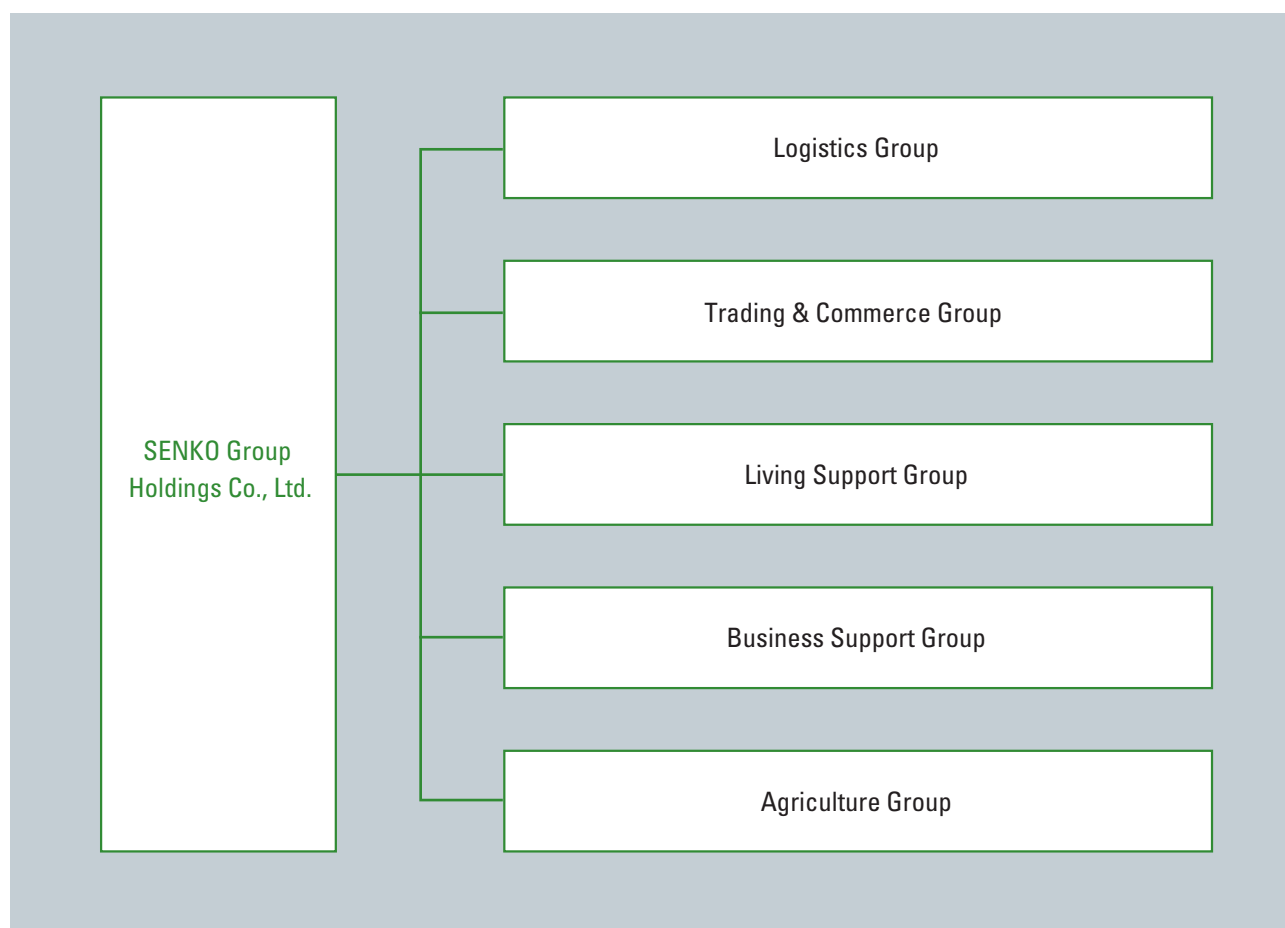 SENKO Group
Holdings Co., Ltd.
Logistics Group
Trading & Commerce Group
Living Support Group
Business Support Group
Agriculture Group